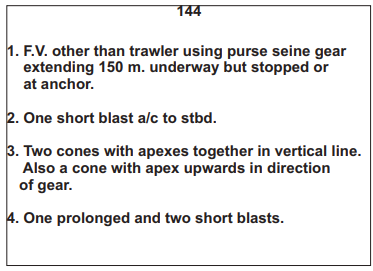 144
1. F.V. other than trawler using purse seine gear
extending 150 m. underway but stopped or
at anchor.
2. One short blast a/c to stbd.
3. Two cones with apexes together in vertical line.
Also a cone with apex upwards in direction
of gear.
4. One prolonged and two short blasts.